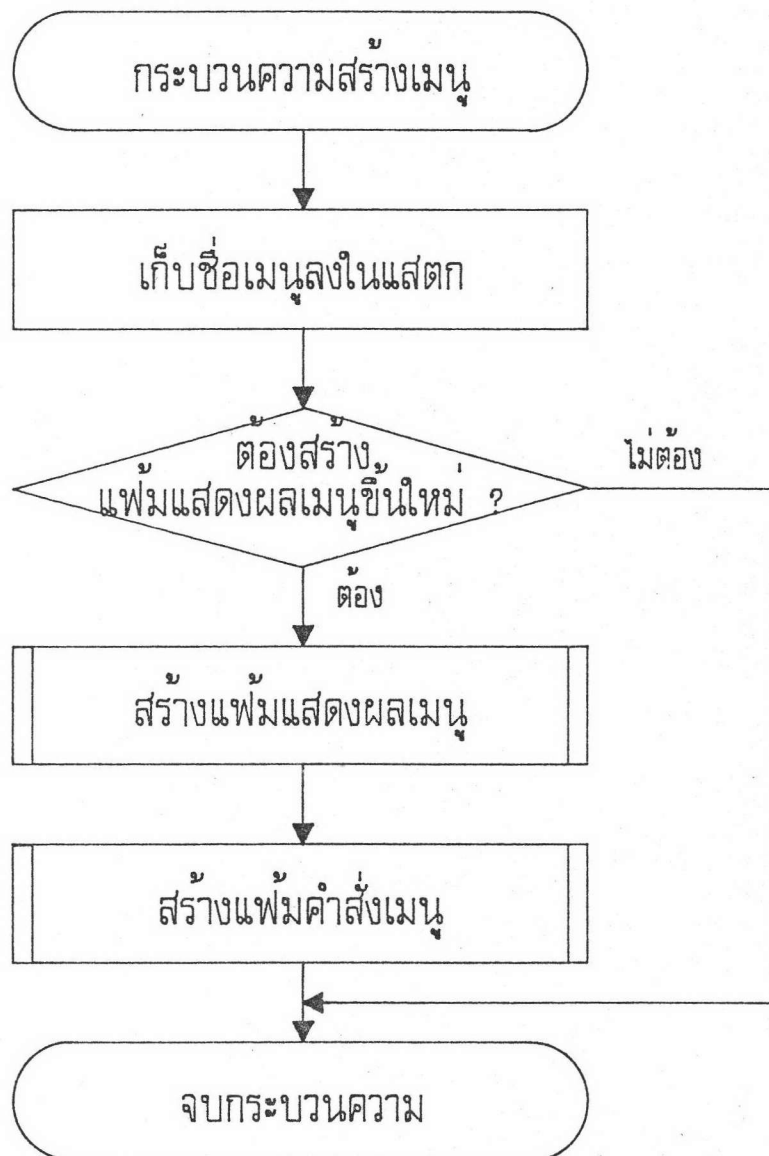 กระบวนความสร้างเมนู
เก็บชื่อเมนูลงในแสตก
ต้องสร้าง
แฟ้มแสดงผลเมนูขึ้นใหม่ ?
ไม่ต้อง
ต้อง
สร้างแฟ้มแสดงผลเมนู
สร้างแฟ้มคำสั่งเมนู
จบกระบวนความ